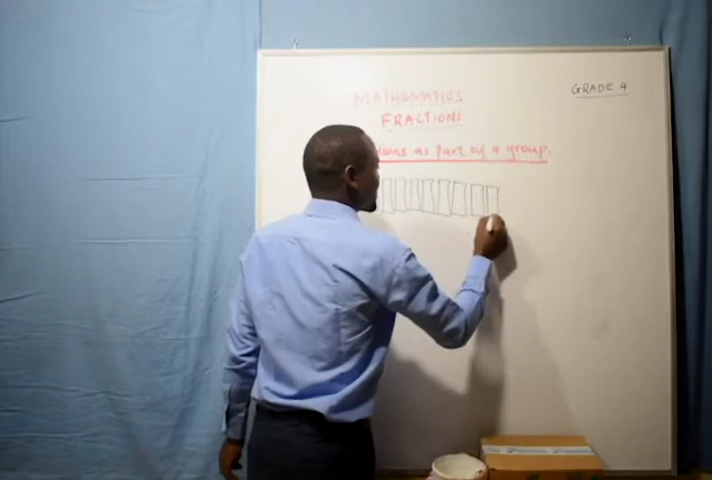 MATHEMATICS
GRADE 4
FRACTIONS
as part of a group.